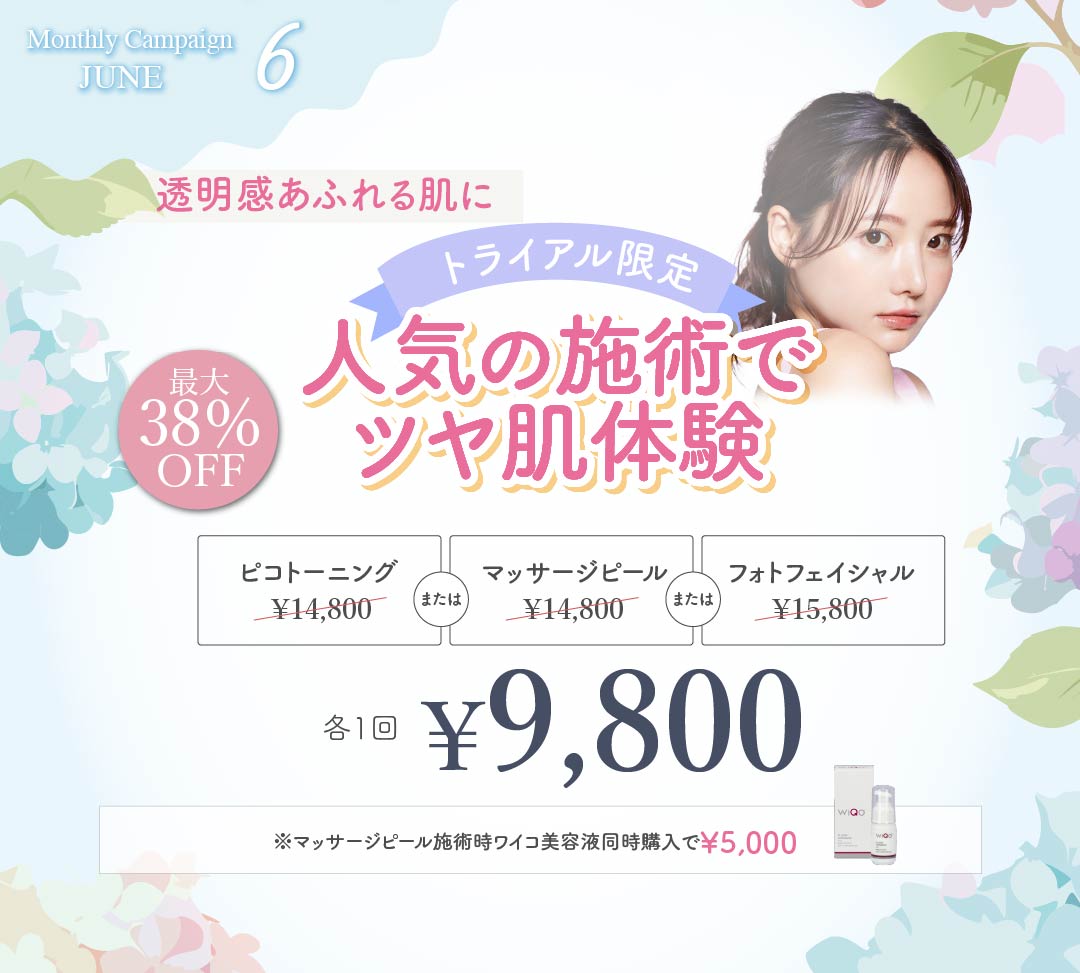 Monthly Campaign
JUNE
6
透明感あふれる肌に
トライアル限定
人気の施術で
ツヤ肌体験
最大
38%
OFF
ピコトーニング
¥14,800
または
マッサージピール
¥14,800
または
フォトフェイシャル
¥15,800
各1回 ¥9,800
※マッサージピール施術時ワイコ美容液同時購入で¥5,000
WiQO
WiQO